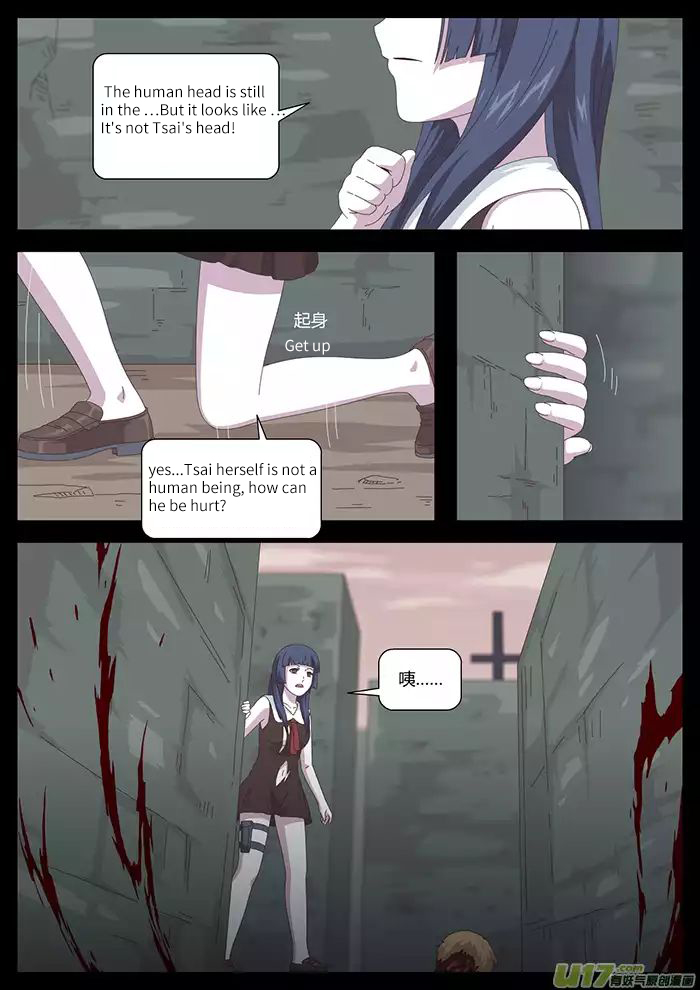 The human head is still
in the ...But it looks like ...
It's not Tsai's head!
起身
Get up
yes...Tsai herself is not a
human being, how can
he be hurt?
咦......
U17.com
有妖气原创漫画